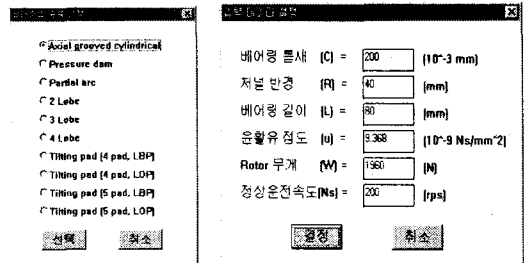 Axial grooved cylindrical
Pressure dam
Partial arc
2 Lobe
3 Lobe
4 Lobe
Tilting pad (4 pad, LBP)
Tilting pad (4 pad, LOP)
Tilting pad (5 pad, LBP)
Tilting pad (5 pad, LOP)
선택 취소
베어링 틈새 (C) = 200 (10^-3 mm)
저널 반경 (R) = 40 (mm)
베어링 길이 (L) = 80 (mm)
윤활유 점도 (u) = 9.368 (10^-9 Ns/mm^2)
Rotor 무게 (W) = 1960 (N)
정상운전속도(Ns) = 200 (rps)
결정 취소